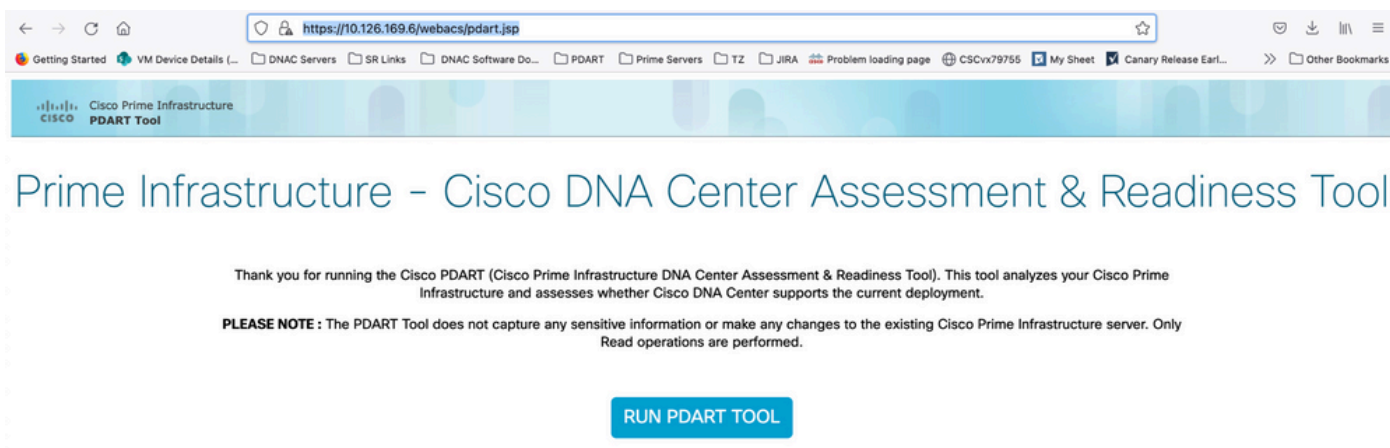 https://10.126.169.6/webacs/pdart.jsp
Getting Started VM Device Details (... DNAC Servers SR Links DNAC Software Do... PDART Prime Servers TZ JIRA Problem loading page CSCvx79755 My Sheet Canary Release Earl... Other Bookmarks
CISCO
Cisco Prime Infrastructure
PDART Tool
Prime Infrastructure - Cisco DNA Center Assessment & Readiness Tool
Thank you for running the Cisco PDART (Cisco Prime Infrastructure DNA Center Assessment & Readiness Tool). This tool analyzes your Cisco Prime
Infrastructure and assesses whether Cisco DNA Center supports the current deployment.
PLEASE NOTE : The PDART Tool does not capture any sensitive information or make any changes to the existing Cisco Prime Infrastructure server. Only
Read operations are performed.
RUN PDART TOOL